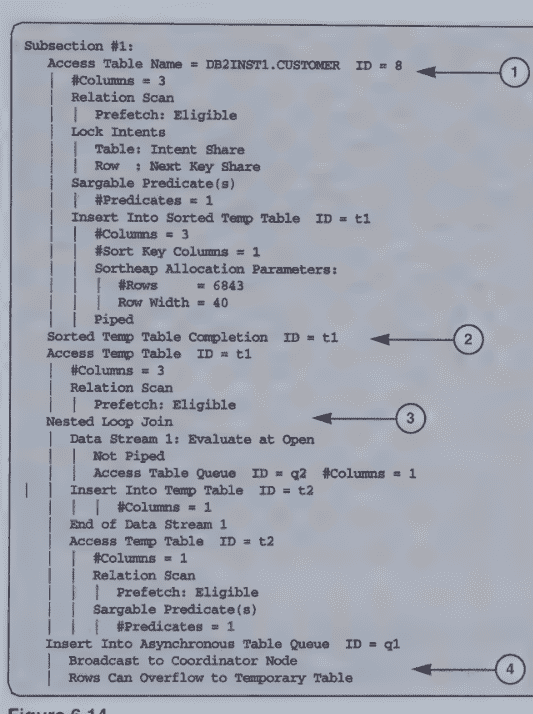 Subsection #1:
Access Table Name = DB2INST1.CUSTOMER ID = 8
1
#Columns = 3
Relation Scan
| Prefetch: Eligible
Lock Intents
| Table: Intent Share
| Row : Next Key Share
Sargable Predicate(s)
| #Predicates = 1
Insert Into Sorted Temp Table ID = t1
| #Columns = 3
| #Sort Key Columns = 1
| Sortheap Allocation Parameters:
| | #Rows = 6843
| | Row Width = 40
| Piped
Sorted Temp Table Completion ID = t1
2
Access Temp Table ID = t1
| #Columns = 3
| Relation Scan
| | Prefetch: Eligible
Nested Loop Join
3
| Data Stream 1: Evaluate at Open
| | Not Piped
| | Access Table Queue ID = q2 #Columns = 1
| | Insert Into Temp Table ID = t2
| | | #Columns = 1
| End of Data Stream 1
| Access Temp Table ID = t2
| | #Columns = 1
| | Relation Scan
| | | Prefetch: Eligible
| | Sargable Predicate(s)
| | | #Predicates = 1
Insert Into Asynchronous Table Queue ID = q1
| Broadcast to Coordinator Node
4
| Rows Can Overflow to Temporary Table
Figure 6-14